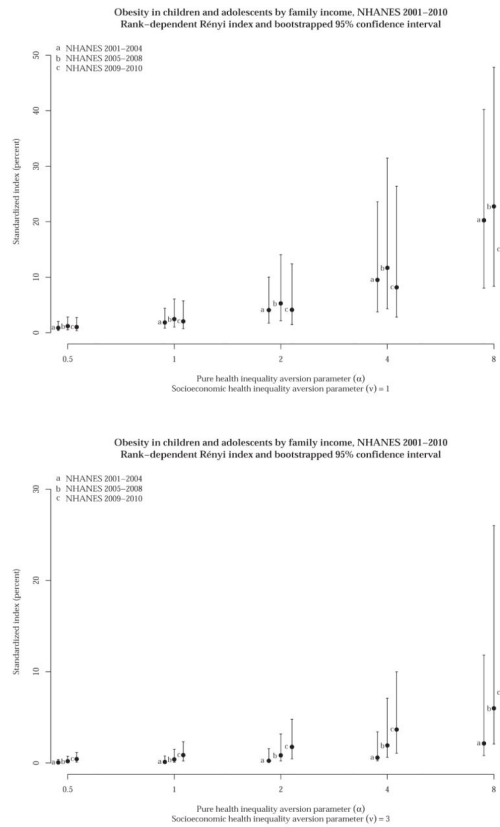 Obesity in children and adolescents by family income, NHANES 2001–2010
Rank–dependent Rényi index and bootstrapped 95% confidence interval
a NHANES 2001–2004
b NHANES 2005–2008
c NHANES 2009–2010
Standardized index (percent)
50
40
30
20
10
0
a b c
a b c
a b c
a b c
a b c
0.5 1 2 4 8
Pure health inequality aversion parameter (α)
Socioeconomic health inequality aversion parameter (ν) = 1
Obesity in children and adolescents by family income, NHANES 2001–2010
Rank–dependent Rényi index and bootstrapped 95% confidence interval
a NHANES 2001–2004
b NHANES 2005–2008
c NHANES 2009–2010
Standardized index (percent)
30
20
10
0
a b c
a b c
a b c
a b c
a b c
0.5 1 2 4 8
Pure health inequality aversion parameter (α)
Socioeconomic health inequality aversion parameter (ν) = 3